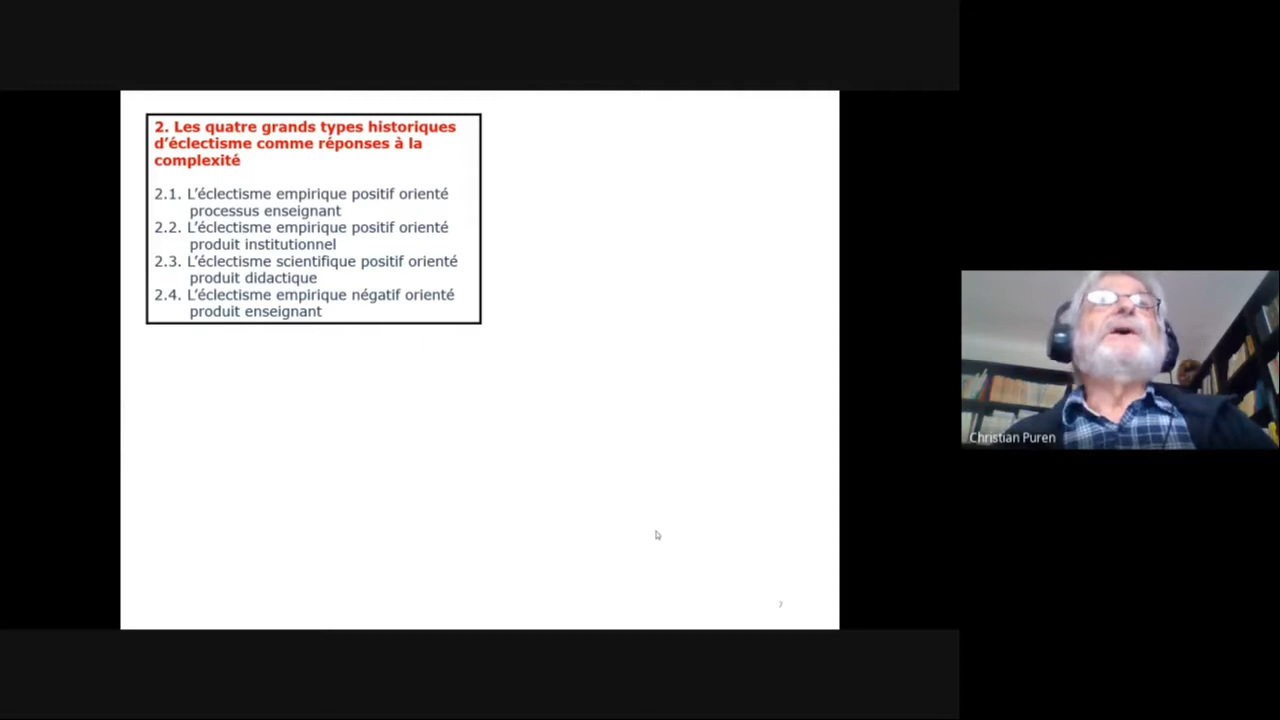 2. Les quatre grands types historiques
d’éclectisme comme réponses à la
complexité
2.1. L’éclectisme empirique positif orienté
processus enseignant
2.2. L’éclectisme empirique positif orienté
produit institutionnel
2.3. L’éclectisme scientifique positif orienté
produit didactique
2.4. L’éclectisme empirique négatif orienté
produit enseignant
Christian Puren
7